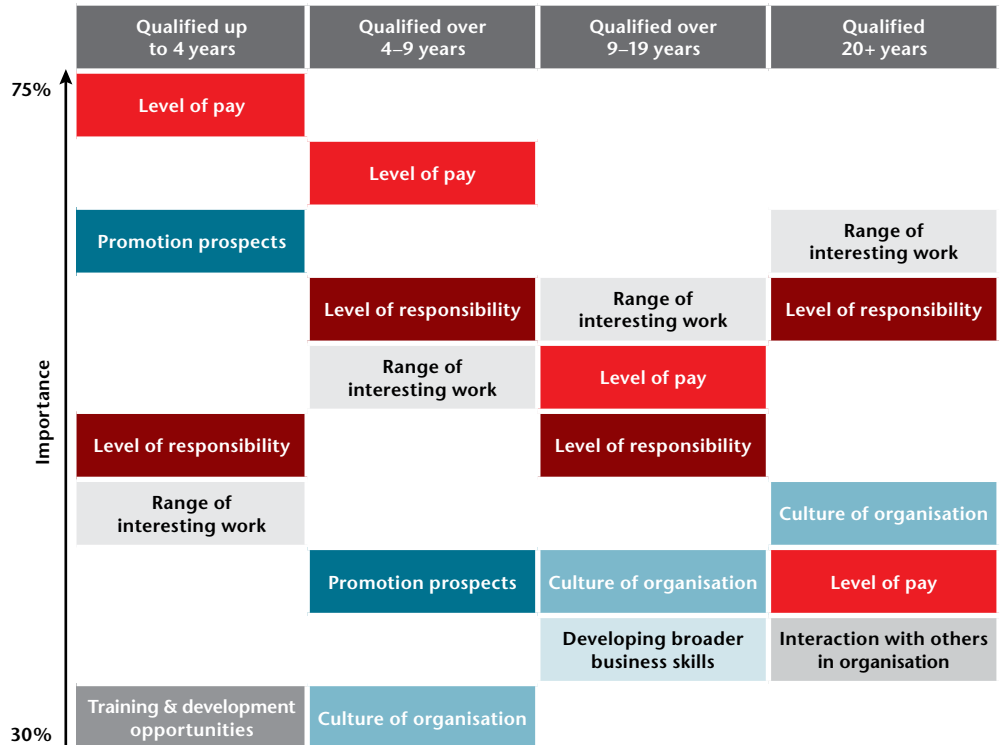 Qualified up
to 4 years
Qualified over
4–9 years
Qualified over
9–19 years
Qualified
20+ years
75%
Level of pay
Level of pay
Promotion prospects
Range of
interesting work
Level of responsibility
Range of
interesting work
Level of responsibility
Importance
Range of
interesting work
Level of pay
Level of responsibility
Level of responsibility
Range of
interesting work
Culture of organisation
Promotion prospects
Culture of organisation
Level of pay
Developing broader
business skills
Interaction with others
in organisation
30%
Training & development
opportunities
Culture of organisation